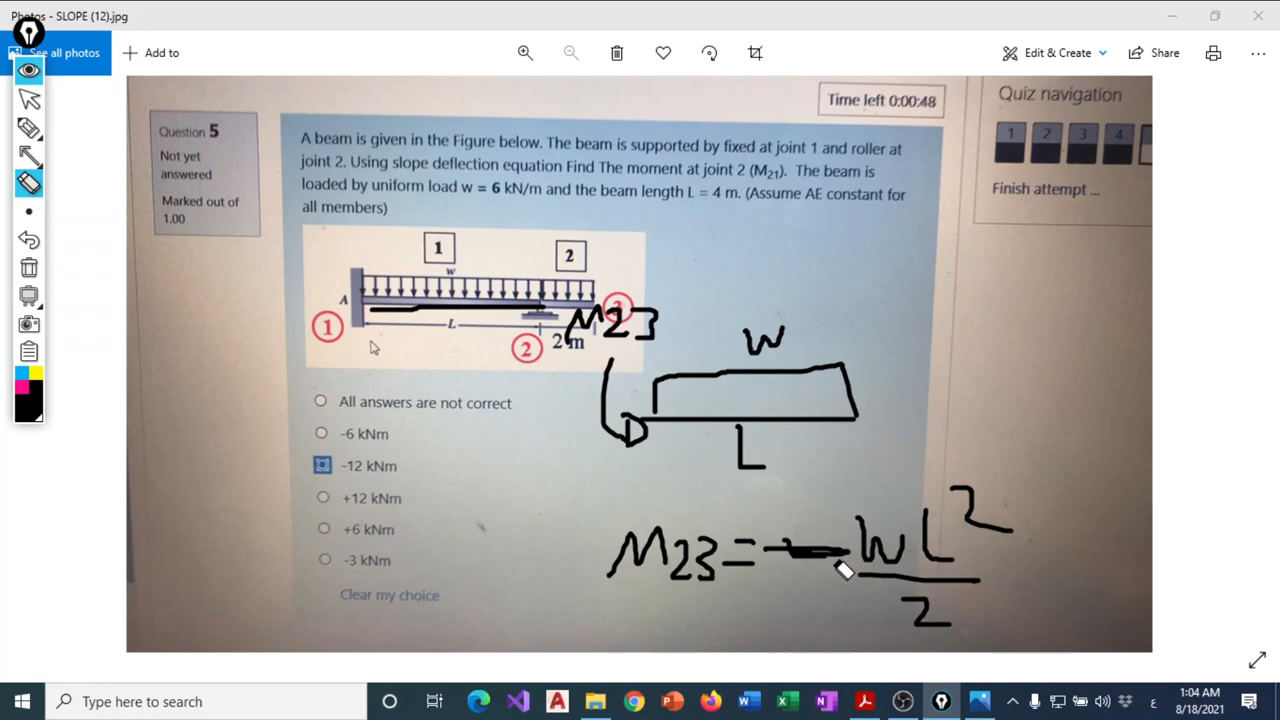 Photos - SLOPE (12).jpg
See all photos
Add to
Edit & Create
Share
Time left 0:00:48
Quiz navigation
1 2 3 4
Finish attempt ...
Question 5
Not yet
answered
Marked out of
1.00
A beam is given in the Figure below. The beam is supported by fixed at joint 1 and roller at
joint 2. Using slope deflection equation Find The moment at joint 2 (M21). The beam is
loaded by uniform load w = 6 kN/m and the beam length L = 4 m. (Assume AE constant for
all members)
1
2
w
A
L
1
2
2 m
M23
W
L
All answers are not correct
-6 kNm
-12 kNm
+12 kNm
+6 kNm
-3 kNm
Clear my choice
M23 = - WL²
2
Type here to search
ع
1:04 AM
8/18/2021